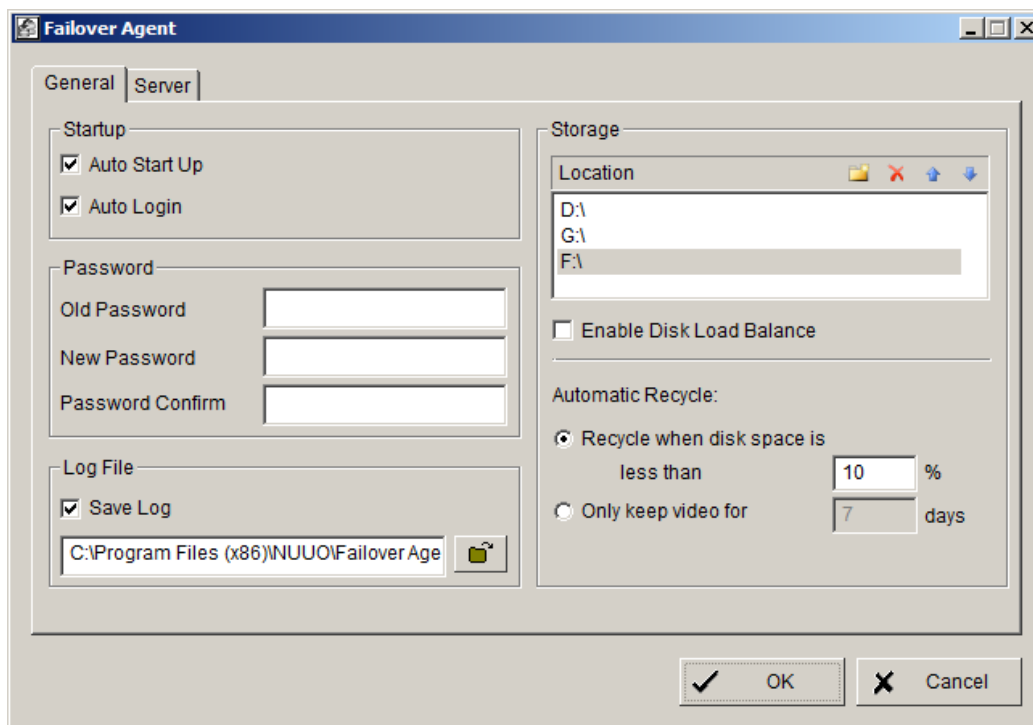 Failover Agent
General
Server
Startup
Auto Start Up
Auto Login
Password
Old Password
New Password
Password Confirm
Log File
Save Log
C:\Program Files (x86)\NUUO\Failover Age
Storage
Location
D:\
G:\
F:\
Enable Disk Load Balance
Automatic Recycle:
Recycle when disk space is
less than 10 %
Only keep video for 7 days
OK
Cancel